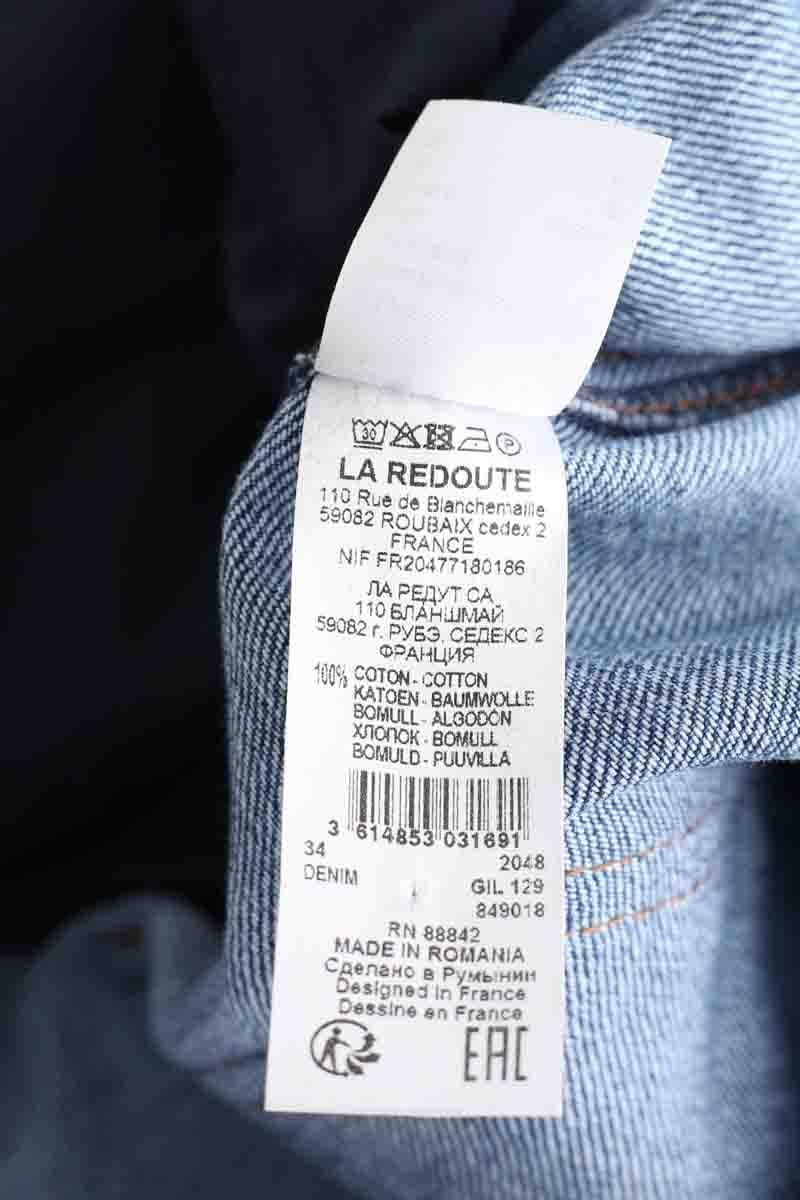 30 P
LA REDOUTE
110 Rue de Blanchemaille
59082 ROUBAIX cedex 2
FRANCE
NIF FR20477180186
ЛА РЕДУТ СА
110 БЛАНШМАЙ
59082 г. РУБЭ, СЕДЕКС 2
ФРАНЦИЯ
100% COTON - COTTON
KATOEN - BAUMWOLLE
BOMULL - ALGODÓN
ХЛОПОК - BOMULL
BOMULD - PUUVILLA
3 614853 031691
34 2048
DENIM GIL 129
849018
RN 88842
MADE IN ROMANIA
Сделано в Румынии
Designed in France
Dessine en France
EAC